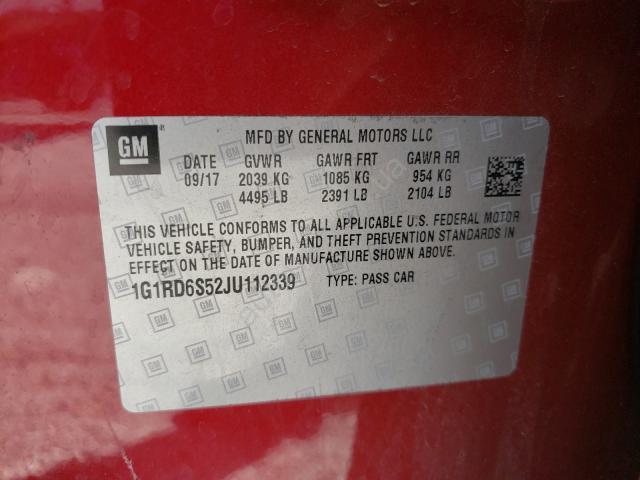 GM
MFD BY GENERAL MOTORS LLC
DATE GVWR GAWR FRT GAWR RR
09/17 2039 KG 1085 KG 954 KG
4495 LB 2391 LB 2104 LB
THIS VEHICLE CONFORMS TO ALL APPLICABLE U.S. FEDERAL MOTOR
VEHICLE SAFETY, BUMPER, AND THEFT PREVENTION STANDARDS IN
EFFECT ON THE DATE OF MANUFACTURE SHOWN ABOVE.
1G1RD6S52JU112339 TYPE: PASS CAR